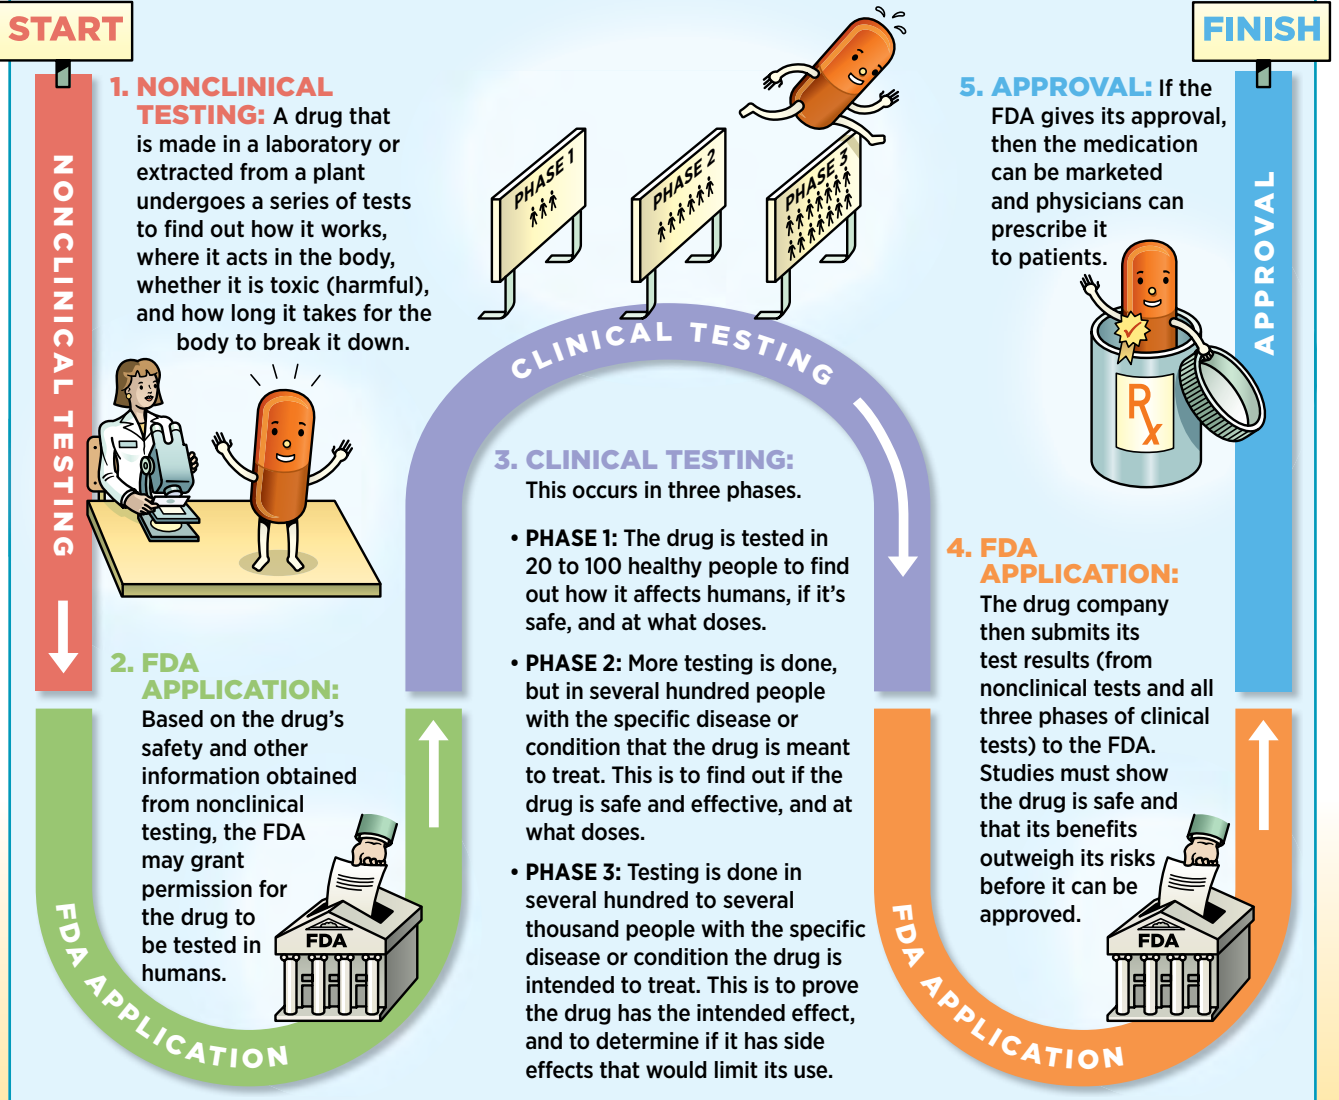 START
FINISH
1. NONCLINICAL
TESTING: A drug that
is made in a laboratory or
extracted from a plant
undergoes a series of tests
to find out how it works,
where it acts in the body,
whether it is toxic (harmful),
and how long it takes for the
body to break it down.
NONCLINICAL TESTING
2. FDA
APPLICATION:
Based on the drug's
safety and other
information obtained
from nonclinical
testing, the FDA
may grant
permission for
the drug to
be tested in
humans.
FDA
FDA APPLICATION
PHASE 1
PHASE 2
PHASE 3
CLINICAL TESTING
3. CLINICAL TESTING:
This occurs in three phases.
• PHASE 1: The drug is tested in
20 to 100 healthy people to find
out how it affects humans, if it's
safe, and at what doses.
• PHASE 2: More testing is done,
but in several hundred people
with the specific disease or
condition that the drug is meant
to treat. This is to find out if the
drug is safe and effective, and at
what doses.
• PHASE 3: Testing is done in
several hundred to several
thousand people with the specific
disease or condition the drug is
intended to treat. This is to prove
the drug has the intended effect,
and to determine if it has side
effects that would limit its use.
4. FDA
APPLICATION:
The drug company
then submits its
test results (from
nonclinical tests and all
three phases of clinical
tests) to the FDA.
Studies must show
the drug is safe and
that its benefits
outweigh its risks
before it can be
approved.
FDA
FDA APPLICATION
5. APPROVAL: If the
FDA gives its approval,
then the medication
can be marketed
and physicians can
prescribe it
to patients.
Rx
APPROVAL